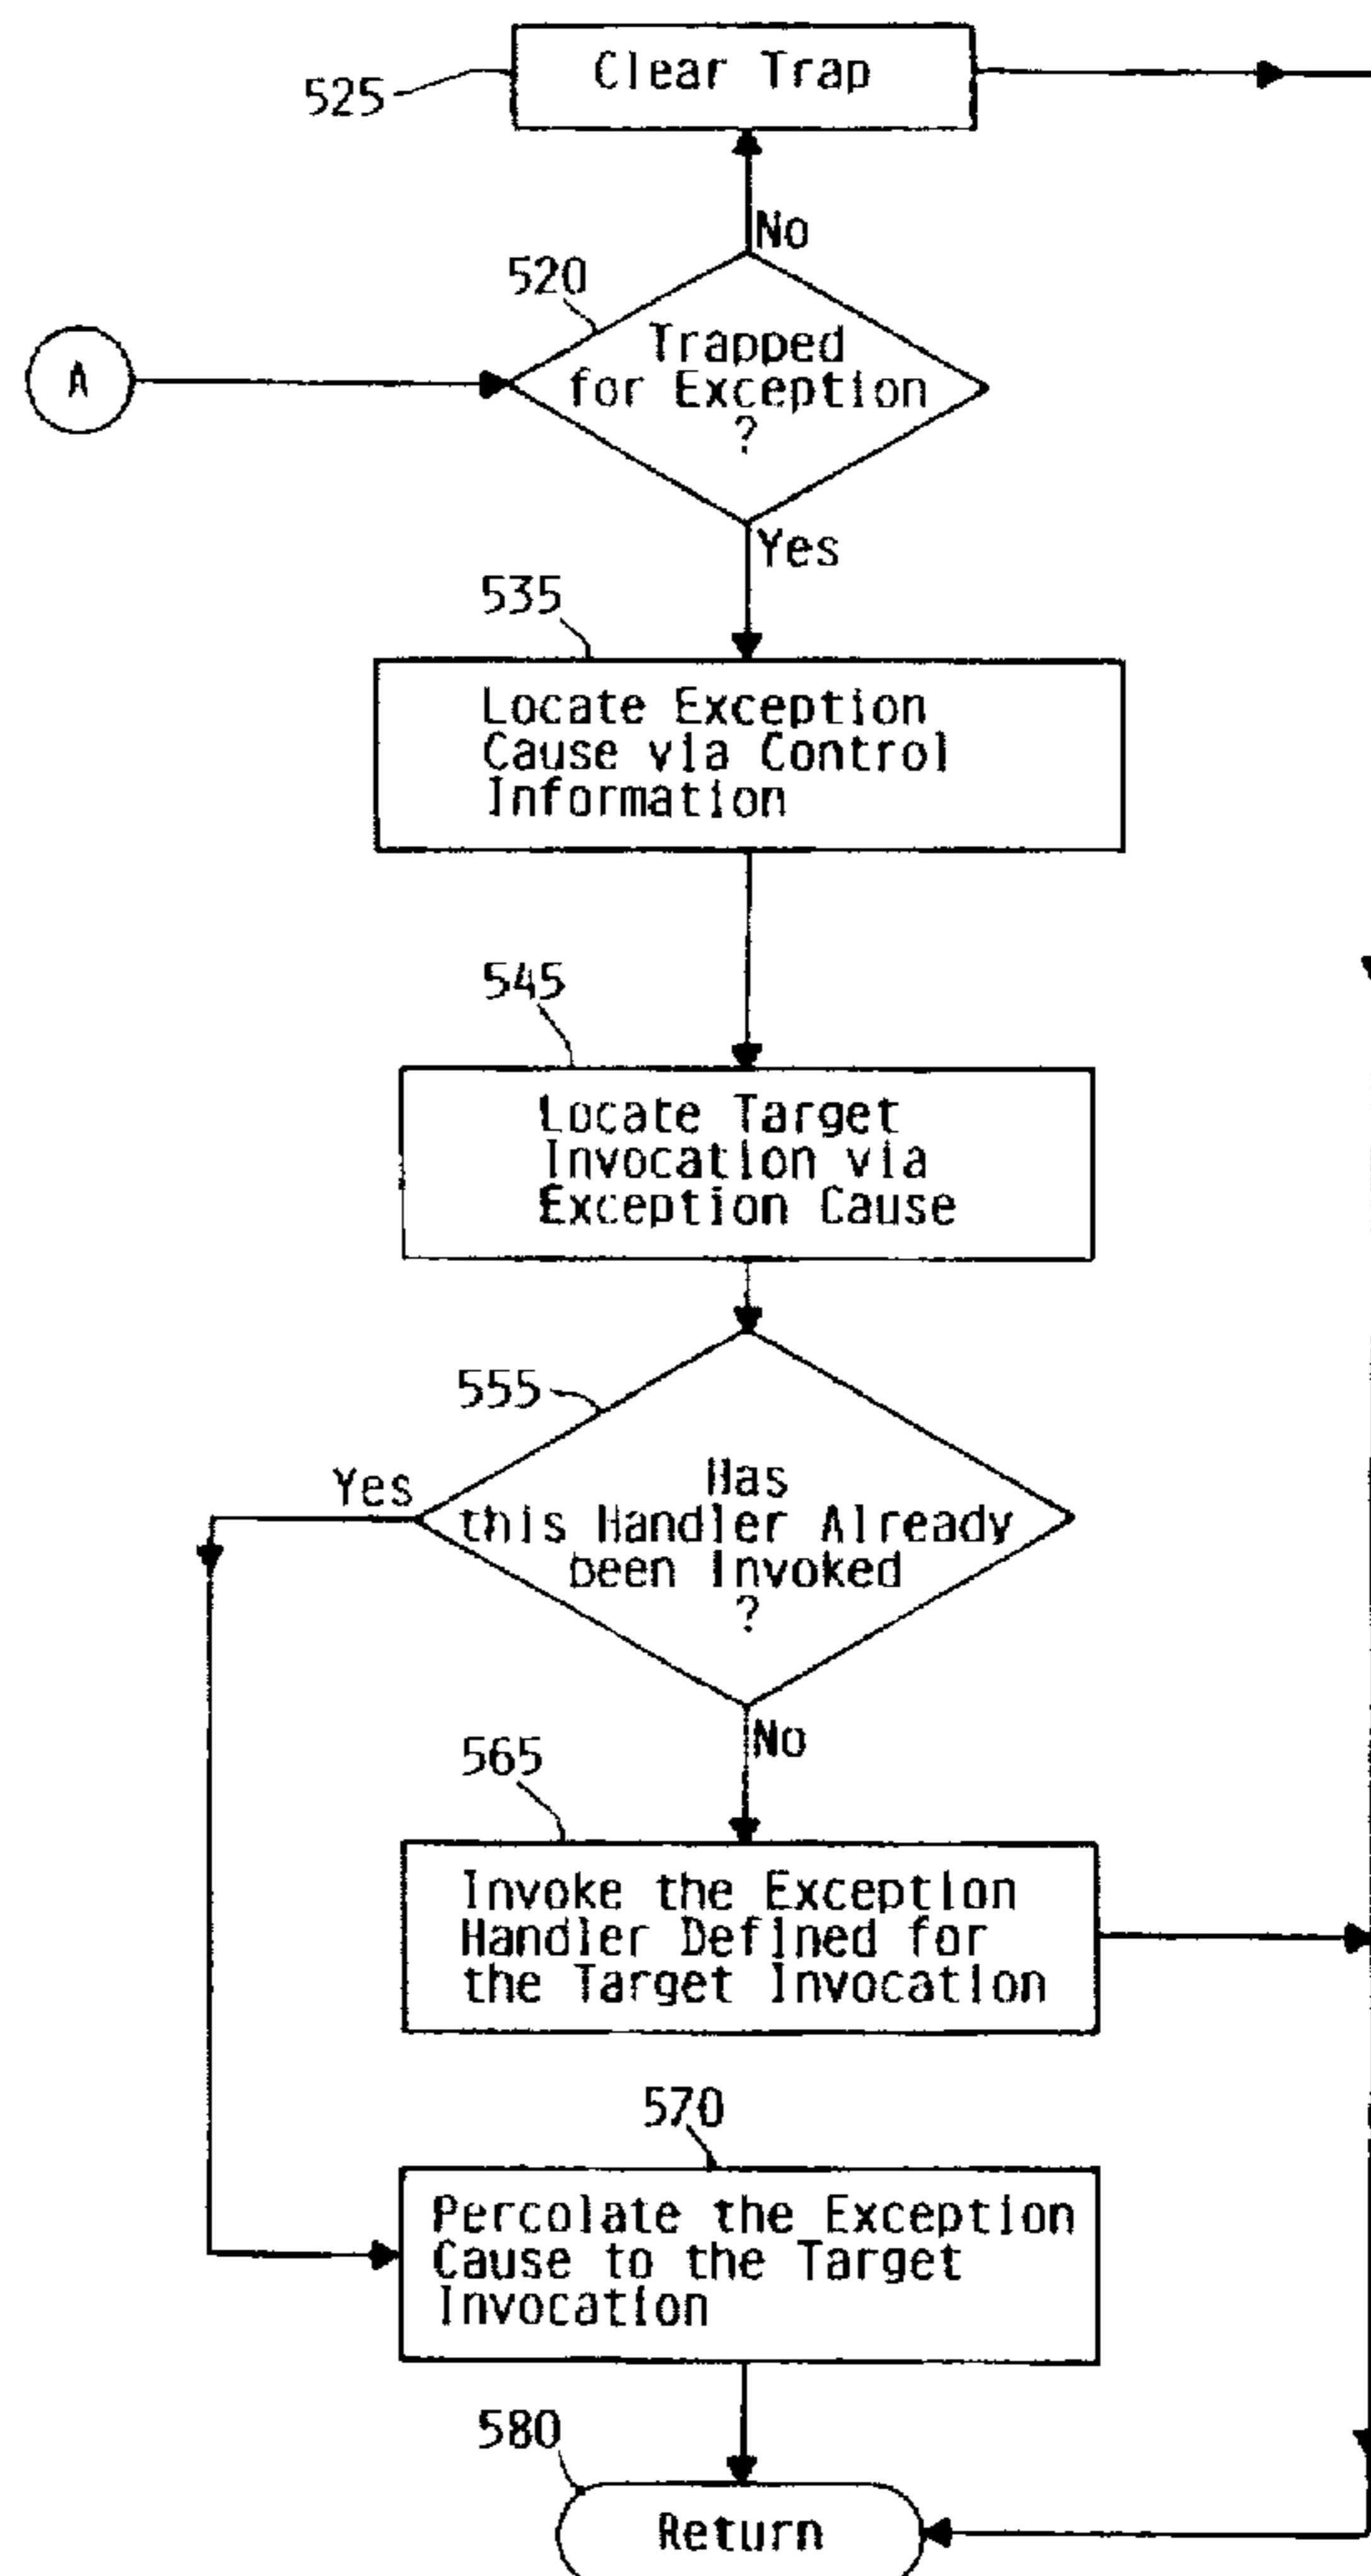 525
Clear Trap
No
520
A
Trapped
for Exception
?
Yes
535
Locate Exception
Cause via Control
Information
545
Locate Target
Invocation via
Exception Cause
555
Yes
Has
this Handler Already
been Invoked
?
No
565
Invoke the Exception
Handler Defined for
the Target Invocation
570
Percolate the Exception
Cause to the Target
Invocation
580
Return